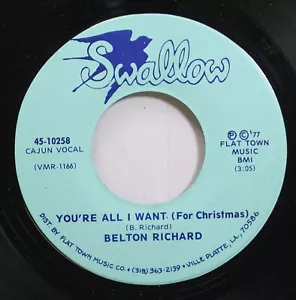 Swallow
45-10258
CAJUN VOCAL
(VMR-1166)
Ⓟ © '77
FLAT TOWN
MUSIC
BMI
(3:05)
YOU'RE ALL I WANT (For Christmas)
(B. Richard)
BELTON RICHARD
DIST. BY FLAT TOWN MUSIC CO. • (318) 363-2139 • VILLE PLATTE, LA. 70586